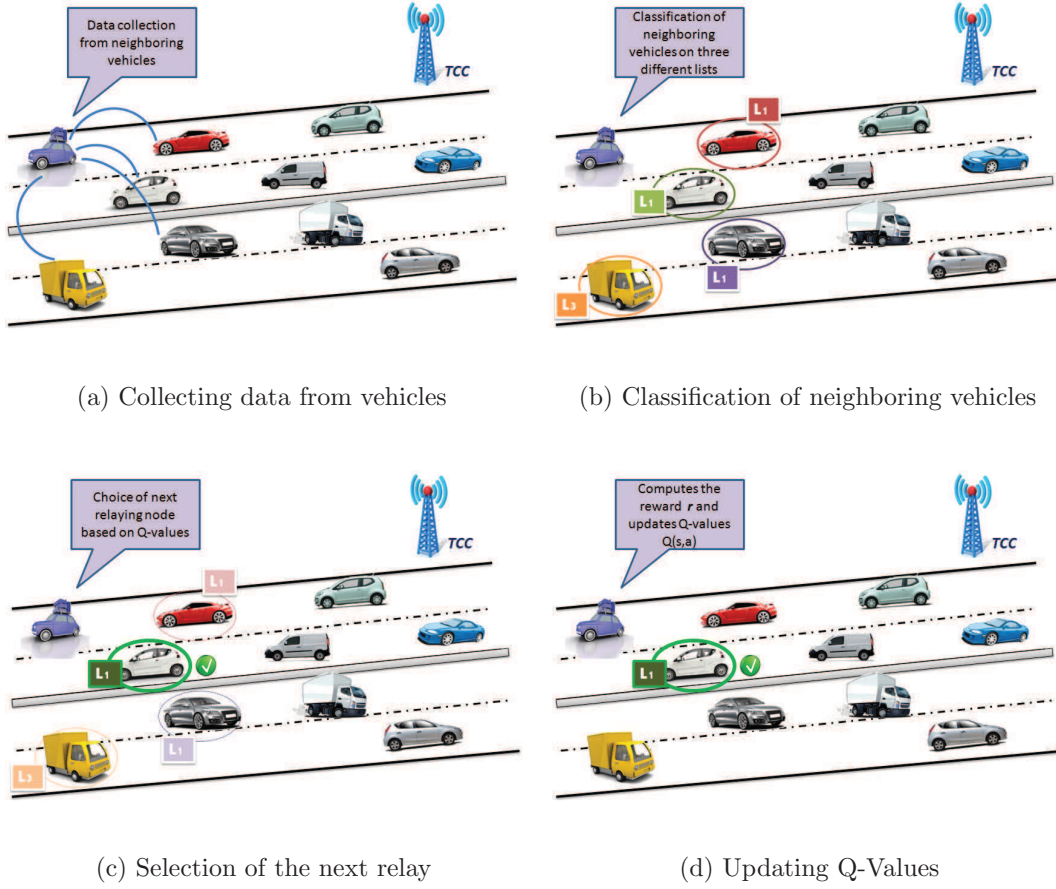 Data collection
from neighboring
vehicles
TCC
(a) Collecting data from vehicles
Classification of
neighboring
vehicles on three
different lists
TCC
L1
L1
L1
L3
(b) Classification of neighboring vehicles
Choice of next
relaying node
based on Q-values
TCC
L1
L1
L1
L3
(c) Selection of the next relay
Computes the
reward r and
updates Q-values
Q(s,a)
TCC
L1
(d) Updating Q-Values